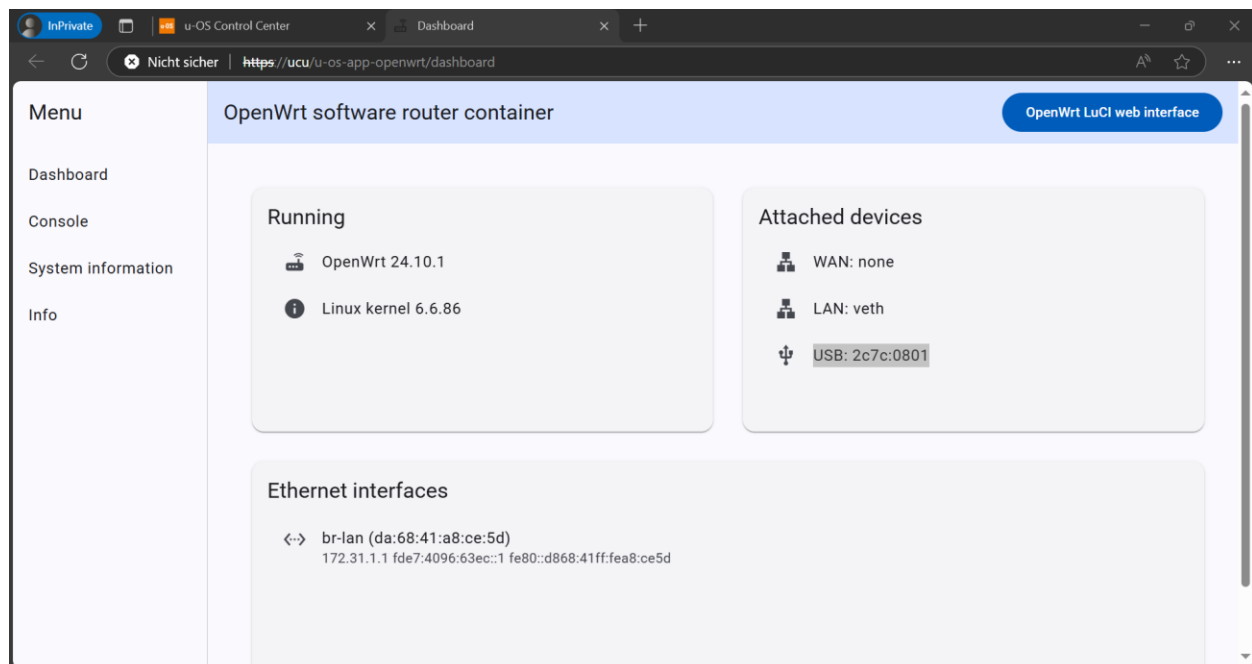 InPrivate
u-OS Control Center
Dashboard
Nicht sicher
https://ucu/u-os-app-openwrt/dashboard
Menu
OpenWrt software router container
OpenWrt LuCI web interface
Dashboard
Console
System information
Info
Running
OpenWrt 24.10.1
Linux kernel 6.6.86
Attached devices
WAN: none
LAN: veth
USB: 2c7c:0801
Ethernet interfaces
br-lan (da:68:41:a8:ce:5d)
172.31.1.1 fde7:4096:63ec::1 fe80::d868:41ff:fea8:ce5d